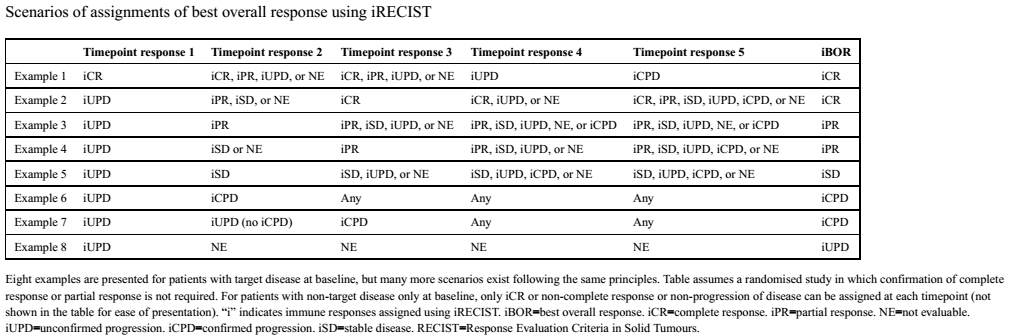 Scenarios of assignments of best overall response using iRECIST
Timepoint response 1 Timepoint response 2 Timepoint response 3 Timepoint response 4 Timepoint response 5 iBOR
Example 1 iCR iCR, iPR, iUPD, or NE iCR, iPR, iUPD, or NE iUPD iCPD iCR
Example 2 iUPD iPR, iSD, or NE iCR iCR, iUPD, or NE iCR, iPR, iSD, iUPD, iCPD, or NE iCR
Example 3 iUPD iPR iPR, iSD, iUPD, or NE iPR, iSD, iUPD, NE, or iCPD iPR, iSD, iUPD, NE, or iCPD iPR
Example 4 iUPD iSD or NE iPR iPR, iSD, iUPD, or NE iPR, iSD, iUPD, iCPD, or NE iPR
Example 5 iUPD iSD iSD, iUPD, or NE iSD, iUPD, iCPD, or NE iSD, iUPD, iCPD, or NE iSD
Example 6 iUPD iCPD Any Any Any iCPD
Example 7 iUPD iUPD (no iCPD) iCPD Any Any iCPD
Example 8 iUPD NE NE NE NE iUPD
Eight examples are presented for patients with target disease at baseline, but many more scenarios exist following the same principles. Table assumes a randomised study in which confirmation of complete
response or partial response is not required. For patients with non-target disease only at baseline, only iCR or non-complete response or non-progression of disease can be assigned at each timepoint (not
shown in the table for ease of presentation). “i” indicates immune responses assigned using iRECIST. iBOR=best overall response. iCR=complete response. iPR=partial response. NE=not evaluable.
iUPD=unconfirmed progression. iCPD=confirmed progression. iSD=stable disease. RECIST=Response Evaluation Criteria in Solid Tumours.